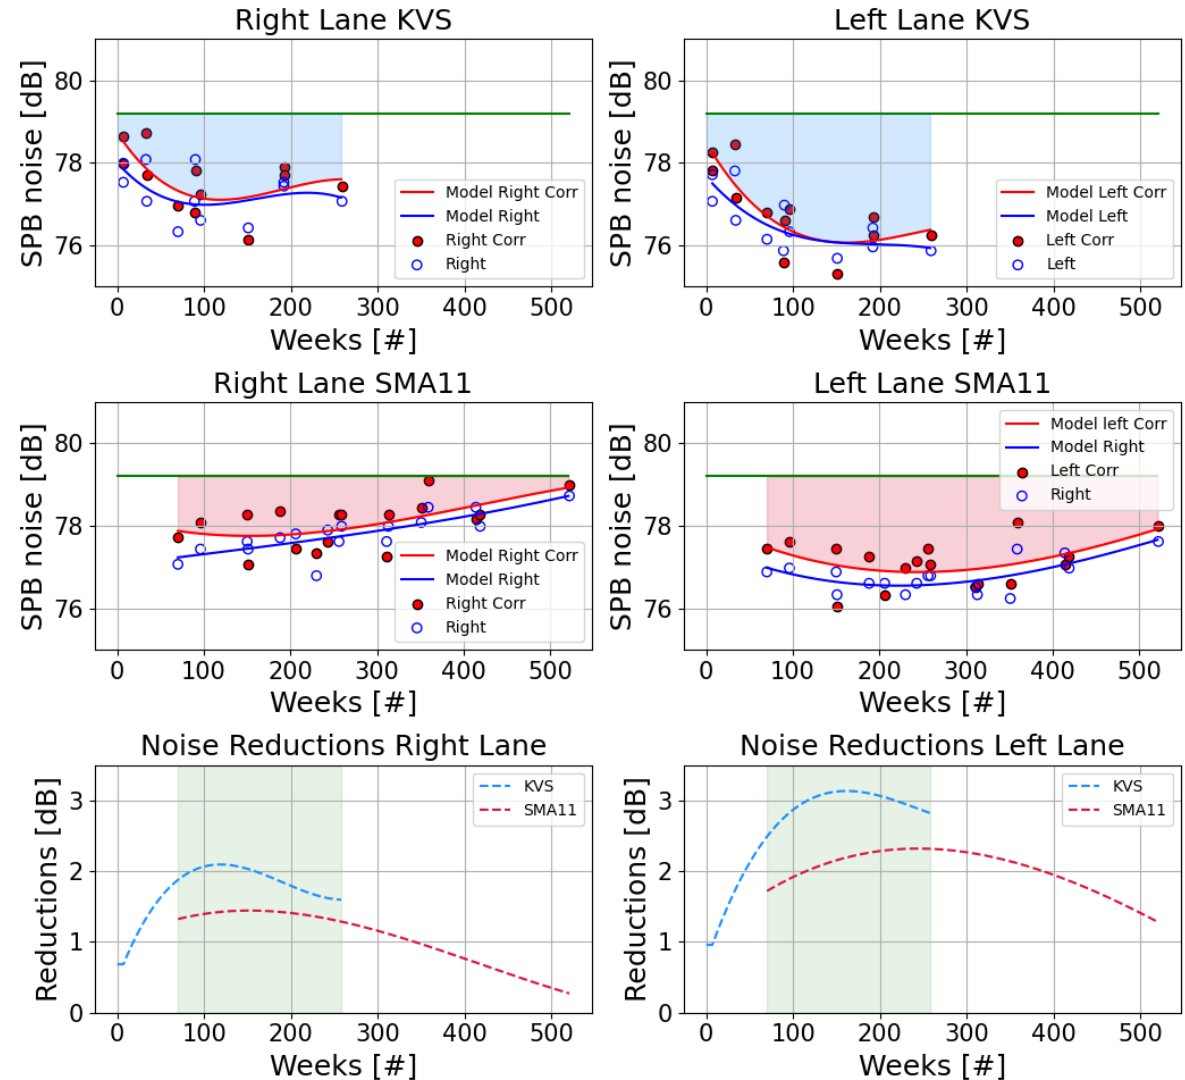 Right Lane KVS
SPB noise [dB]
80
78
76
Model Right Corr
Model Right
Right Corr
Right
0 100 200 300 400 500
Weeks [#]
Left Lane KVS
SPB noise [dB]
80
78
76
Model Left Corr
Model Left
Left Corr
Left
0 100 200 300 400 500
Weeks [#]
Right Lane SMA11
SPB noise [dB]
80
78
76
Model Right Corr
Model Right
Right Corr
Right
0 100 200 300 400 500
Weeks [#]
Left Lane SMA11
SPB noise [dB]
80
78
76
Model left Corr
Model Right
Left Corr
Right
0 100 200 300 400 500
Weeks [#]
Noise Reductions Right Lane
Reductions [dB]
3
2
1
0
KVS
SMA11
0 100 200 300 400 500
Weeks [#]
Noise Reductions Left Lane
Reductions [dB]
3
2
1
0
KVS
SMA11
0 100 200 300 400 500
Weeks [#]